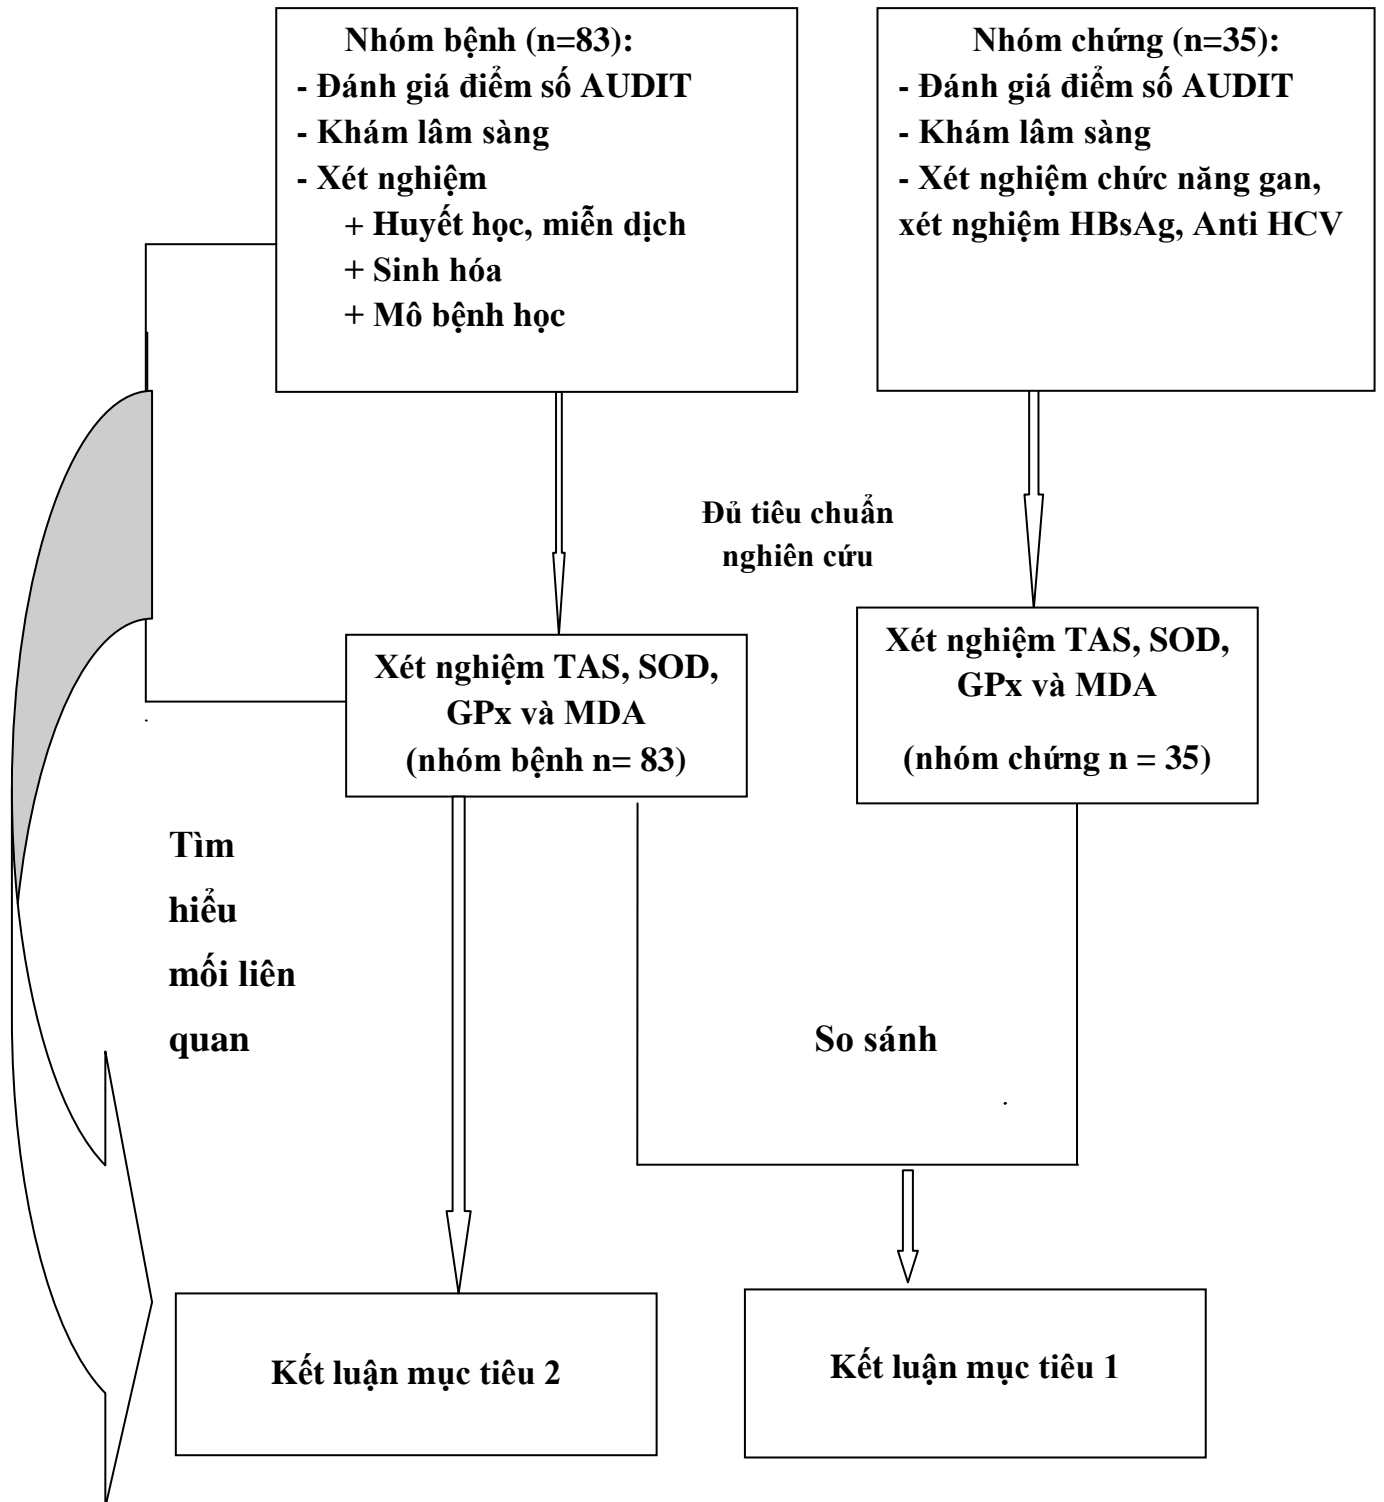 Nhóm bệnh (n=83):
- Đánh giá điểm số AUDIT
- Khám lâm sàng
- Xét nghiệm
+ Huyết học, miễn dịch
+ Sinh hóa
+ Mô bệnh học
Nhóm chứng (n=35):
- Đánh giá điểm số AUDIT
- Khám lâm sàng
- Xét nghiệm chức năng gan,
xét nghiệm HBsAg, Anti HCV
Đủ tiêu chuẩn
nghiên cứu
Xét nghiệm TAS, SOD,
GPx và MDA
(nhóm bệnh n= 83)
Xét nghiệm TAS, SOD,
GPx và MDA
(nhóm chứng n = 35)
Tìm
hiểu
mối liên
quan
So sánh
Kết luận mục tiêu 2
Kết luận mục tiêu 1